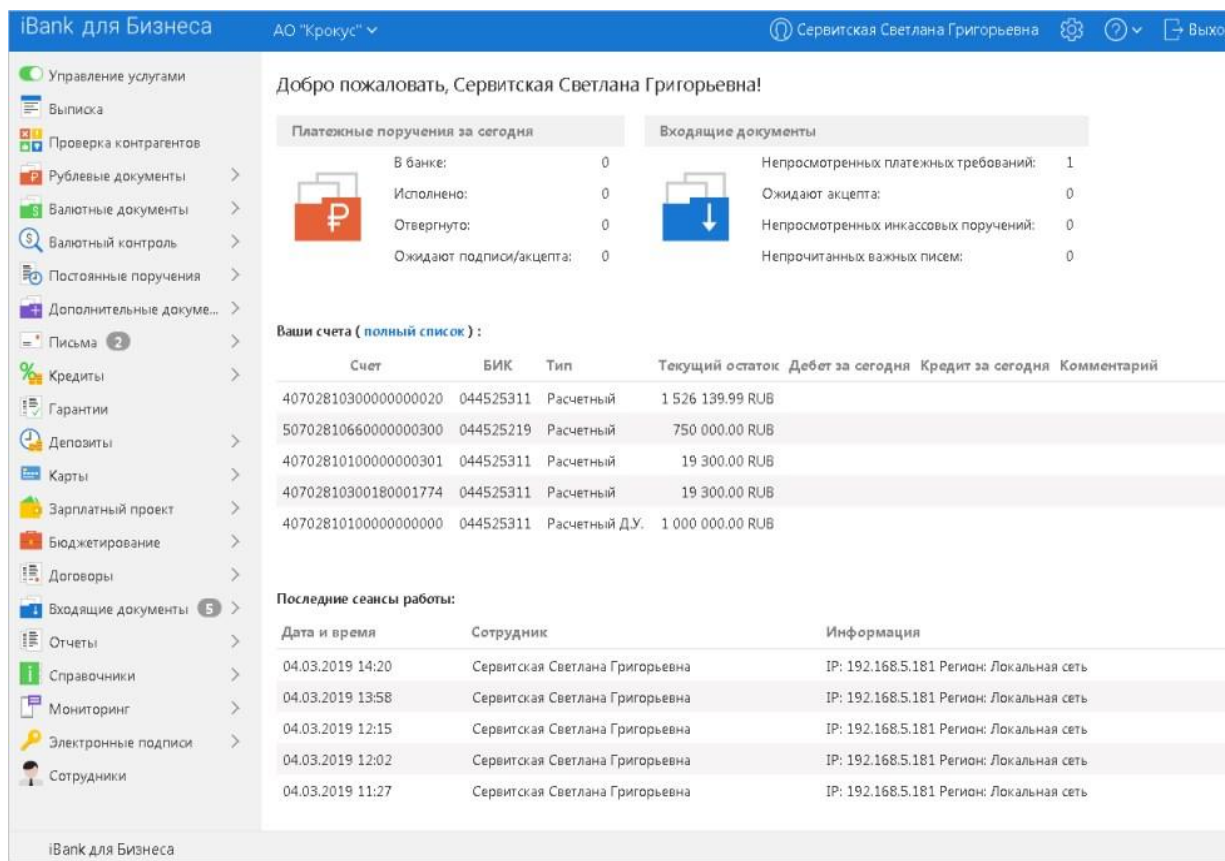 iBank для Бизнеса
АО "Крокус"
Сервитская Светлана Григорьевна
Выхо
Управление услугами
Выписка
Проверка контрагентов
Рублевые документы
Валютные документы
Валютный контроль
Постоянные поручения
Дополнительные докуме...
Письма 2
Кредиты
Гарантии
Депозиты
Карты
Зарплатный проект
Бюджетирование
Договоры
Входящие документы 5
Отчеты
Справочники
Мониторинг
Электронные подписи
Сотрудники
Добро пожаловать, Сервитская Светлана Григорьевна!
Платежные поручения за сегодня
В банке: 0
Исполнено: 0
Отвергнуто: 0
Ожидают подписи/акцепта: 0
Входящие документы
Непросмотренных платежных требований: 1
Ожидают акцепта: 0
Непросмотренных инкассовых поручений: 0
Непрочитанных важных писем: 0
Ваши счета ( полный список ) :
Счет БИК Тип Текущий остаток Дебет за сегодня Кредит за сегодня Комментарий
40702810300000000020 044525311 Расчетный 1 526 139.99 RUB
50702810660000000300 044525219 Расчетный 750 000.00 RUB
40702810100000000301 044525311 Расчетный 19 300.00 RUB
40702810300180001774 044525311 Расчетный 19 300.00 RUB
40702810100000000000 044525311 Расчетный Д.У. 1 000 000.00 RUB
Последние сеансы работы:
Дата и время Сотрудник Информация
04.03.2019 14:20 Сервитская Светлана Григорьевна IP: 192.168.5.181 Регион: Локальная сеть
04.03.2019 13:58 Сервитская Светлана Григорьевна IP: 192.168.5.181 Регион: Локальная сеть
04.03.2019 12:15 Сервитская Светлана Григорьевна IP: 192.168.5.181 Регион: Локальная сеть
04.03.2019 12:02 Сервитская Светлана Григорьевна IP: 192.168.5.181 Регион: Локальная сеть
04.03.2019 11:27 Сервитская Светлана Григорьевна IP: 192.168.5.181 Регион: Локальная сеть
iBank для Бизнеса